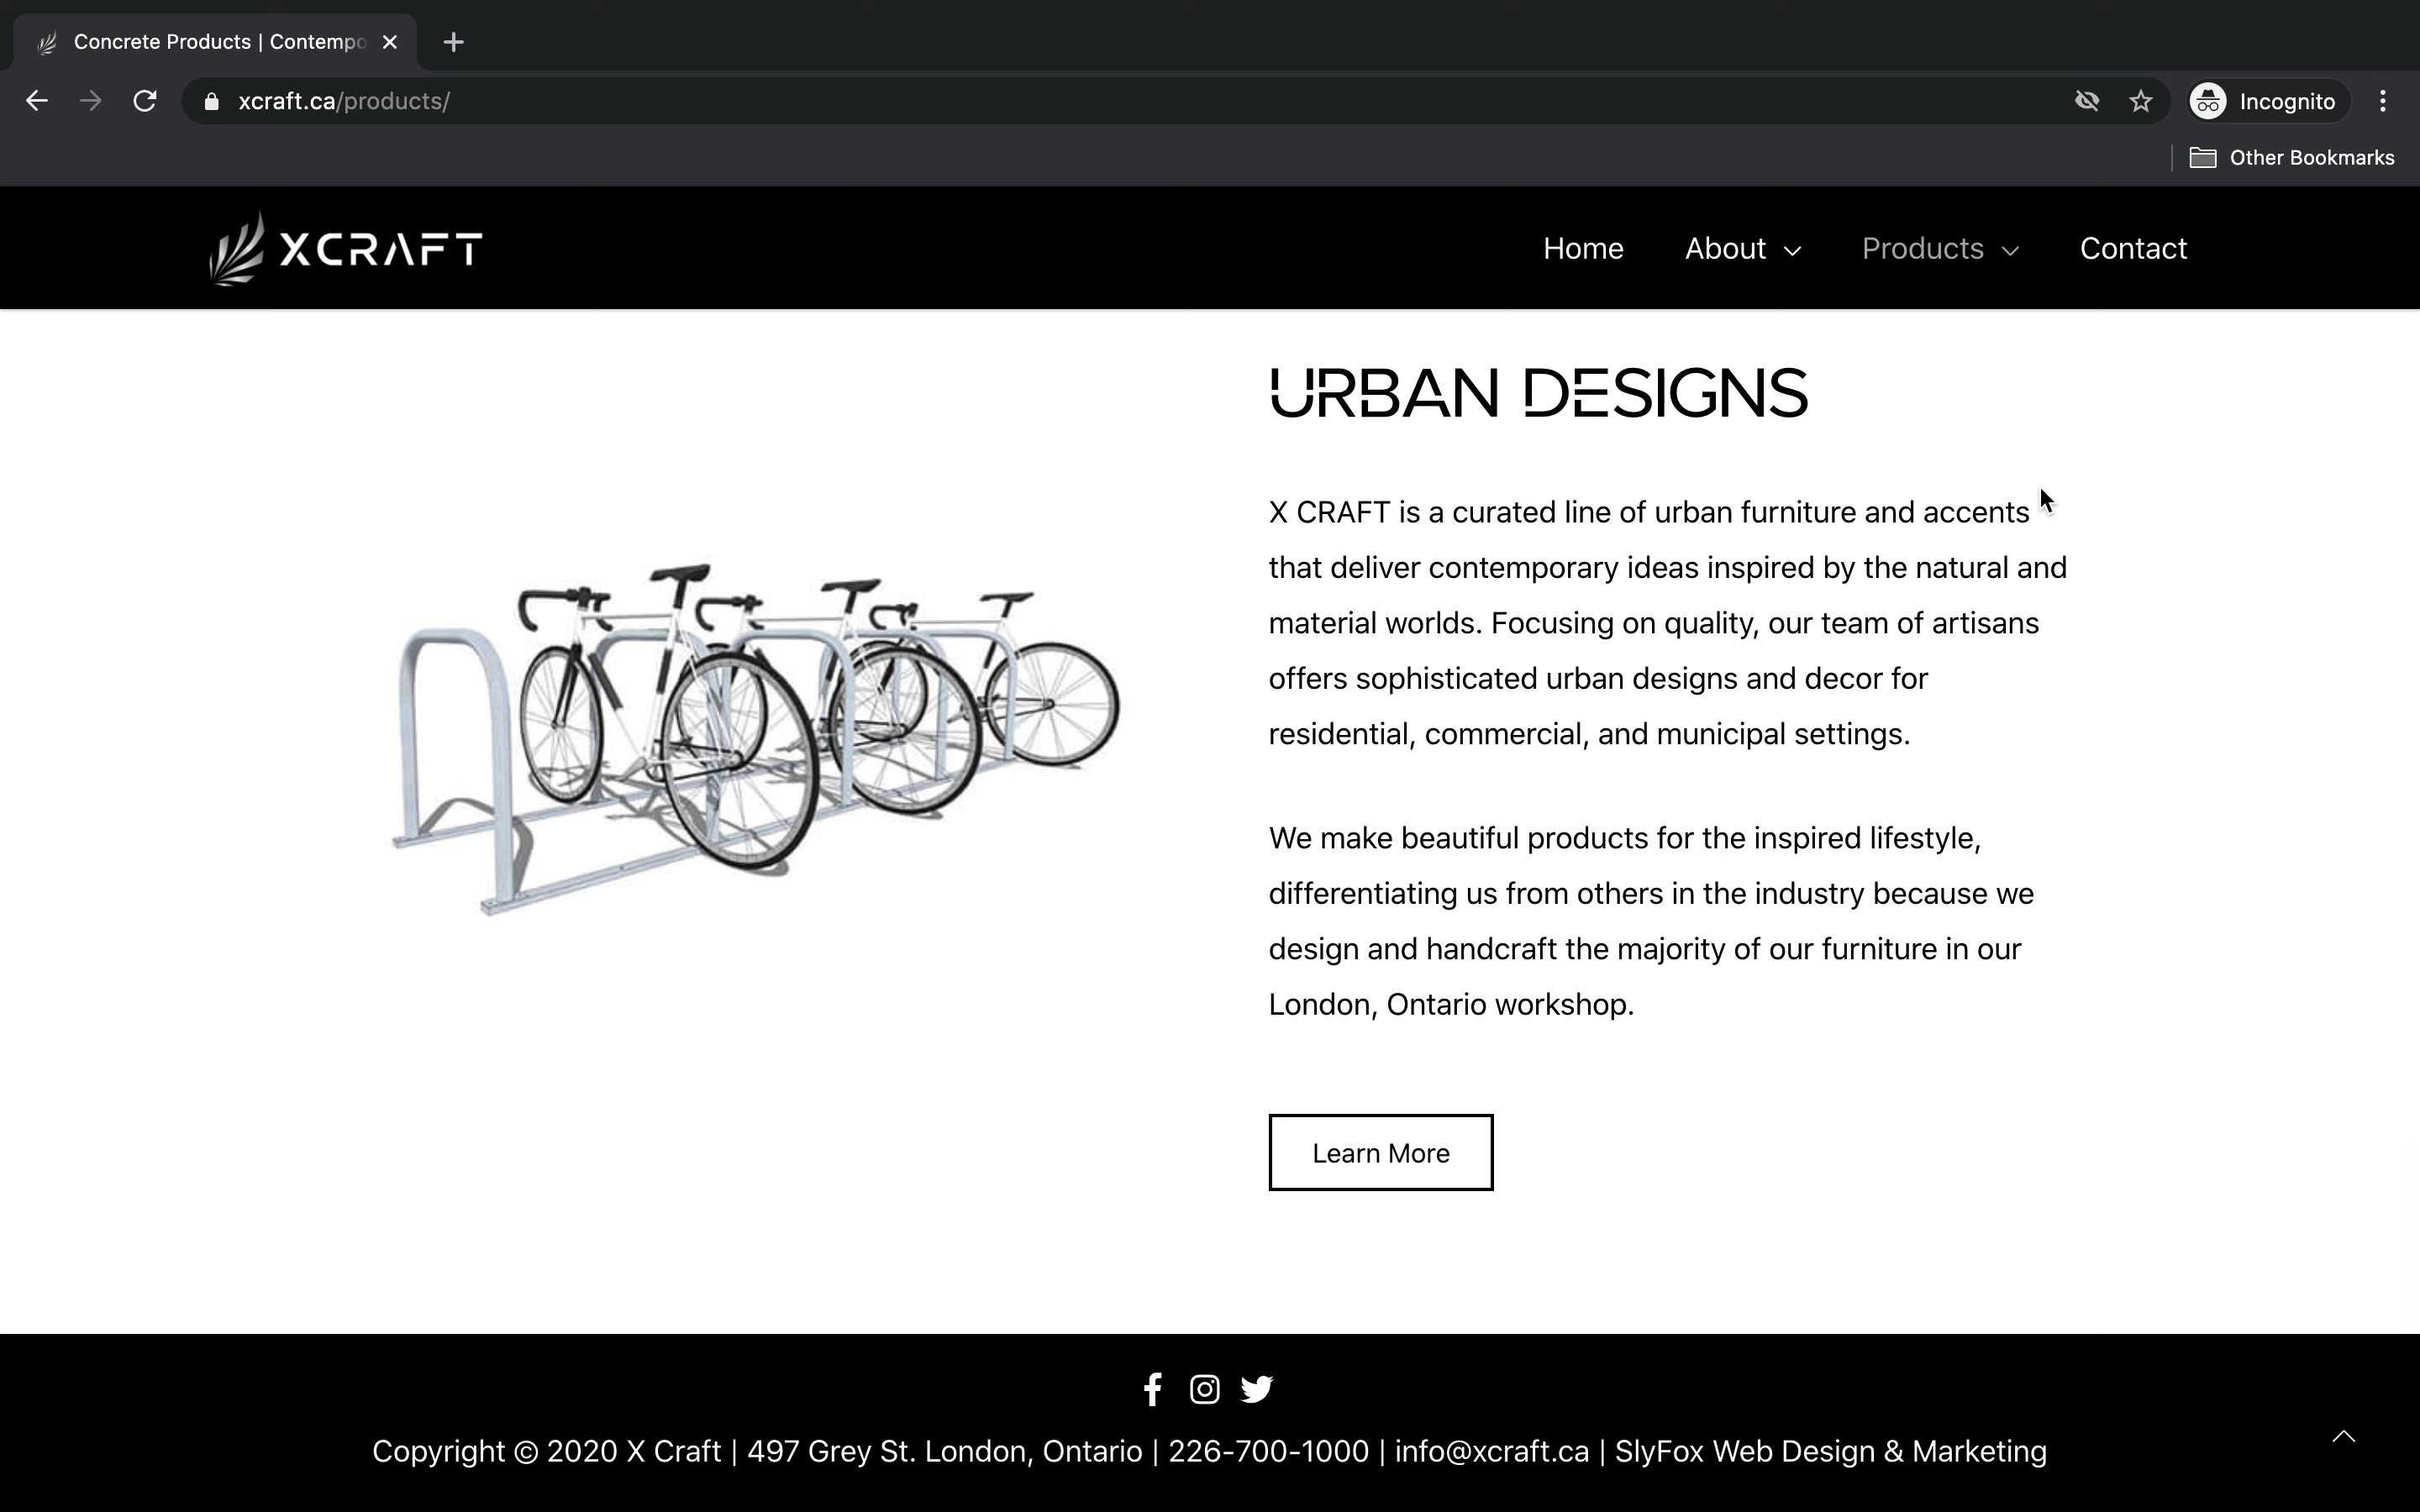 Concrete Products | Contempo
xcraft.ca/products/
Incognito
Other Bookmarks
XCRAFT
Home
About
Products
Contact
URBAN DESIGNS
X CRAFT is a curated line of urban furniture and accents
that deliver contemporary ideas inspired by the natural and
material worlds. Focusing on quality, our team of artisans
offers sophisticated urban designs and decor for
residential, commercial, and municipal settings.
We make beautiful products for the inspired lifestyle,
differentiating us from others in the industry because we
design and handcraft the majority of our furniture in our
London, Ontario workshop.
Learn More
Copyright © 2020 X Craft | 497 Grey St. London, Ontario | 226-700-1000 | info@xcraft.ca | SlyFox Web Design & Marketing